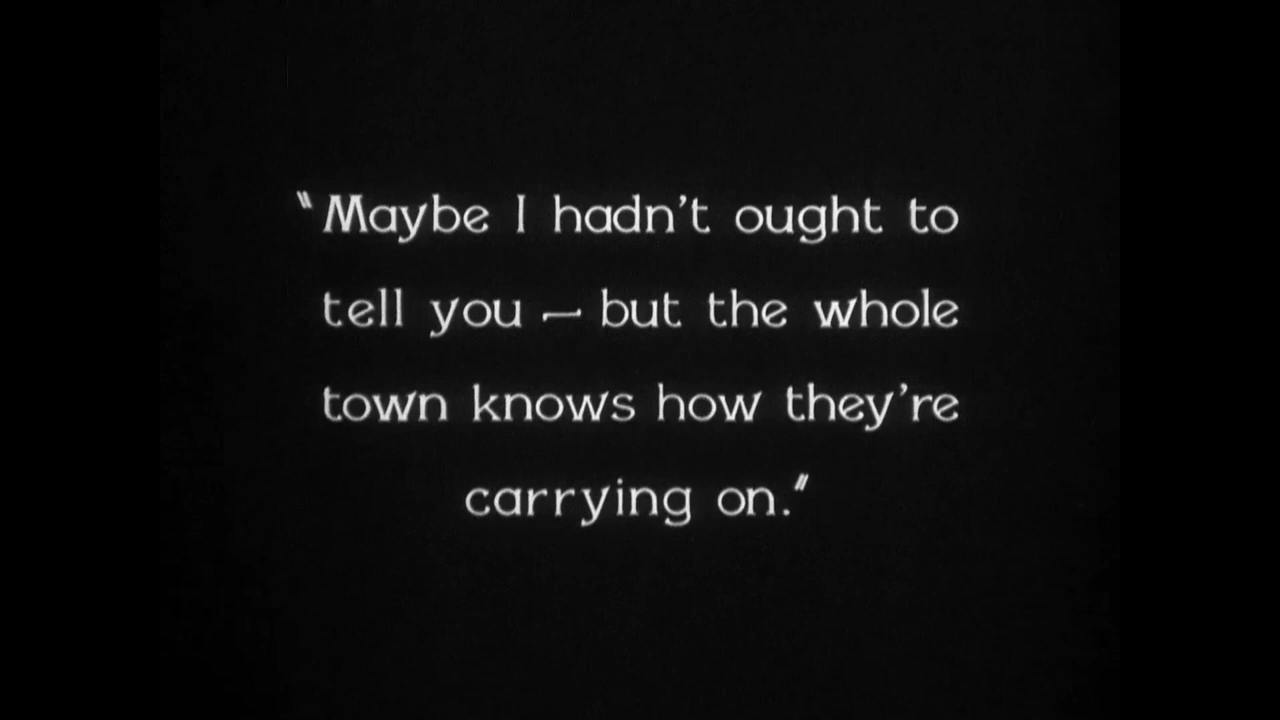 "Maybe I hadn't ought to
tell you — but the whole
town knows how they're
carrying on."